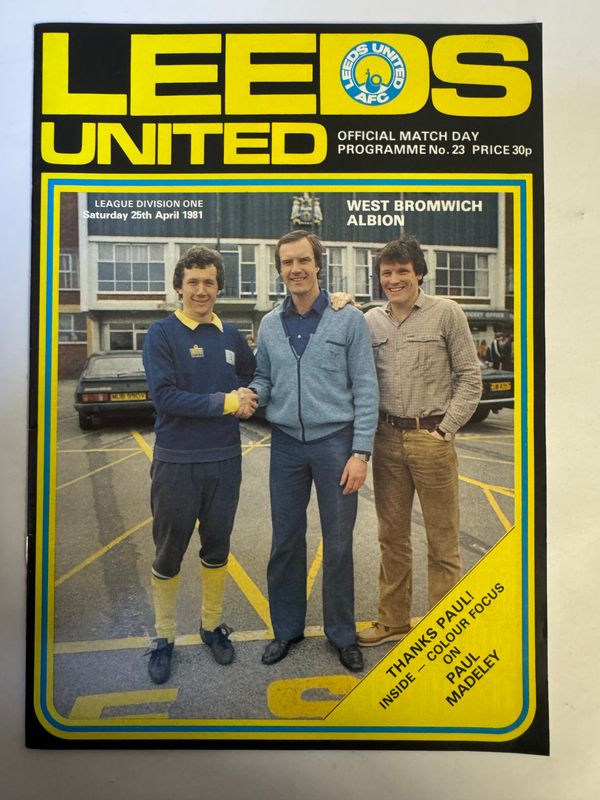 LEEDS
LEEDS UNITED
AFC
UNITED
OFFICIAL MATCH DAY
PROGRAMME No. 23 PRICE 30p
LEAGUE DIVISION ONE
Saturday 25th April 1981
WEST BROMWICH
ALBION
THANKS PAUL!
INSIDE – COLOUR FOCUS
ON
PAUL
MADELEY